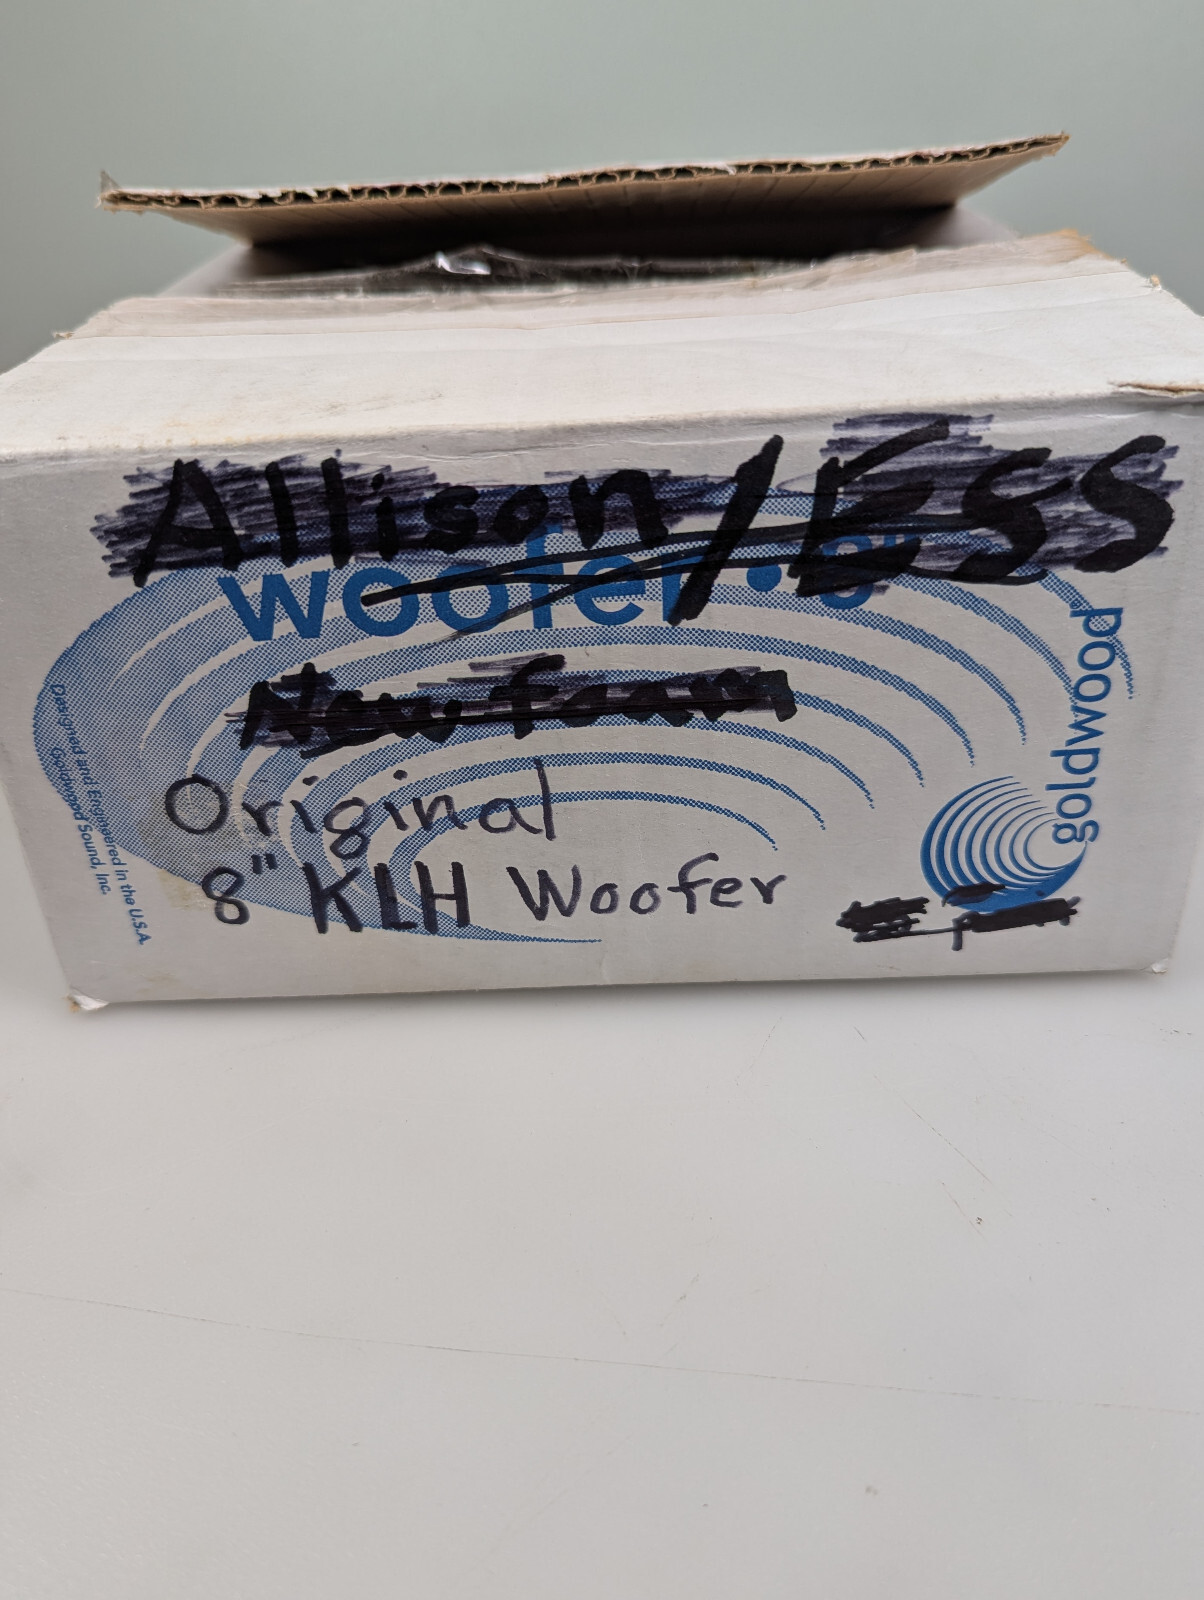 Allison/ESS
woofer • 8"
New foam
Original
8" KLH Woofer
goldwood
Designed and Engineered in the U.S.A.
Goldwood Sound, Inc.